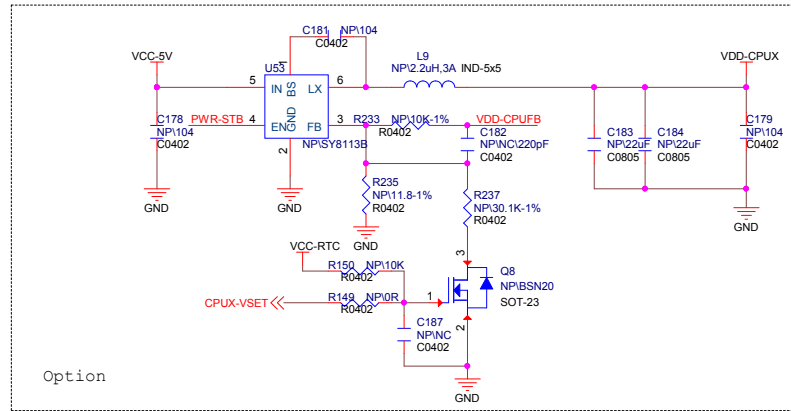 C181 NP\104
C0402
VCC-5V
U53
1
5 IN BS LX 6
L9
NP\2.2uH,3A IND-5x5
VDD-CPUX
C178
NP\104
C0402
PWR-STB 4 EN GND FB 3
2
NP\SY8113B
GND
GND
R233 NP\10K-1%
R0402
VDD-CPUFB
C182
NP\NC\220pF
C0402
C183
NP\22uF
C0805
C184
NP\22uF
C0805
C179
NP\104
C0402
GND
R235
NP\11.8-1%
R0402
GND
R237
NP\30.1K-1%
R0402
VCC-RTC
R150 NP\10K
R0402
CPUX-VSET
R149 NP\0R
R0402
3
1
2
Q8
NP\BSN20
SOT-23
C187
NP\NC
C0402
GND
Option